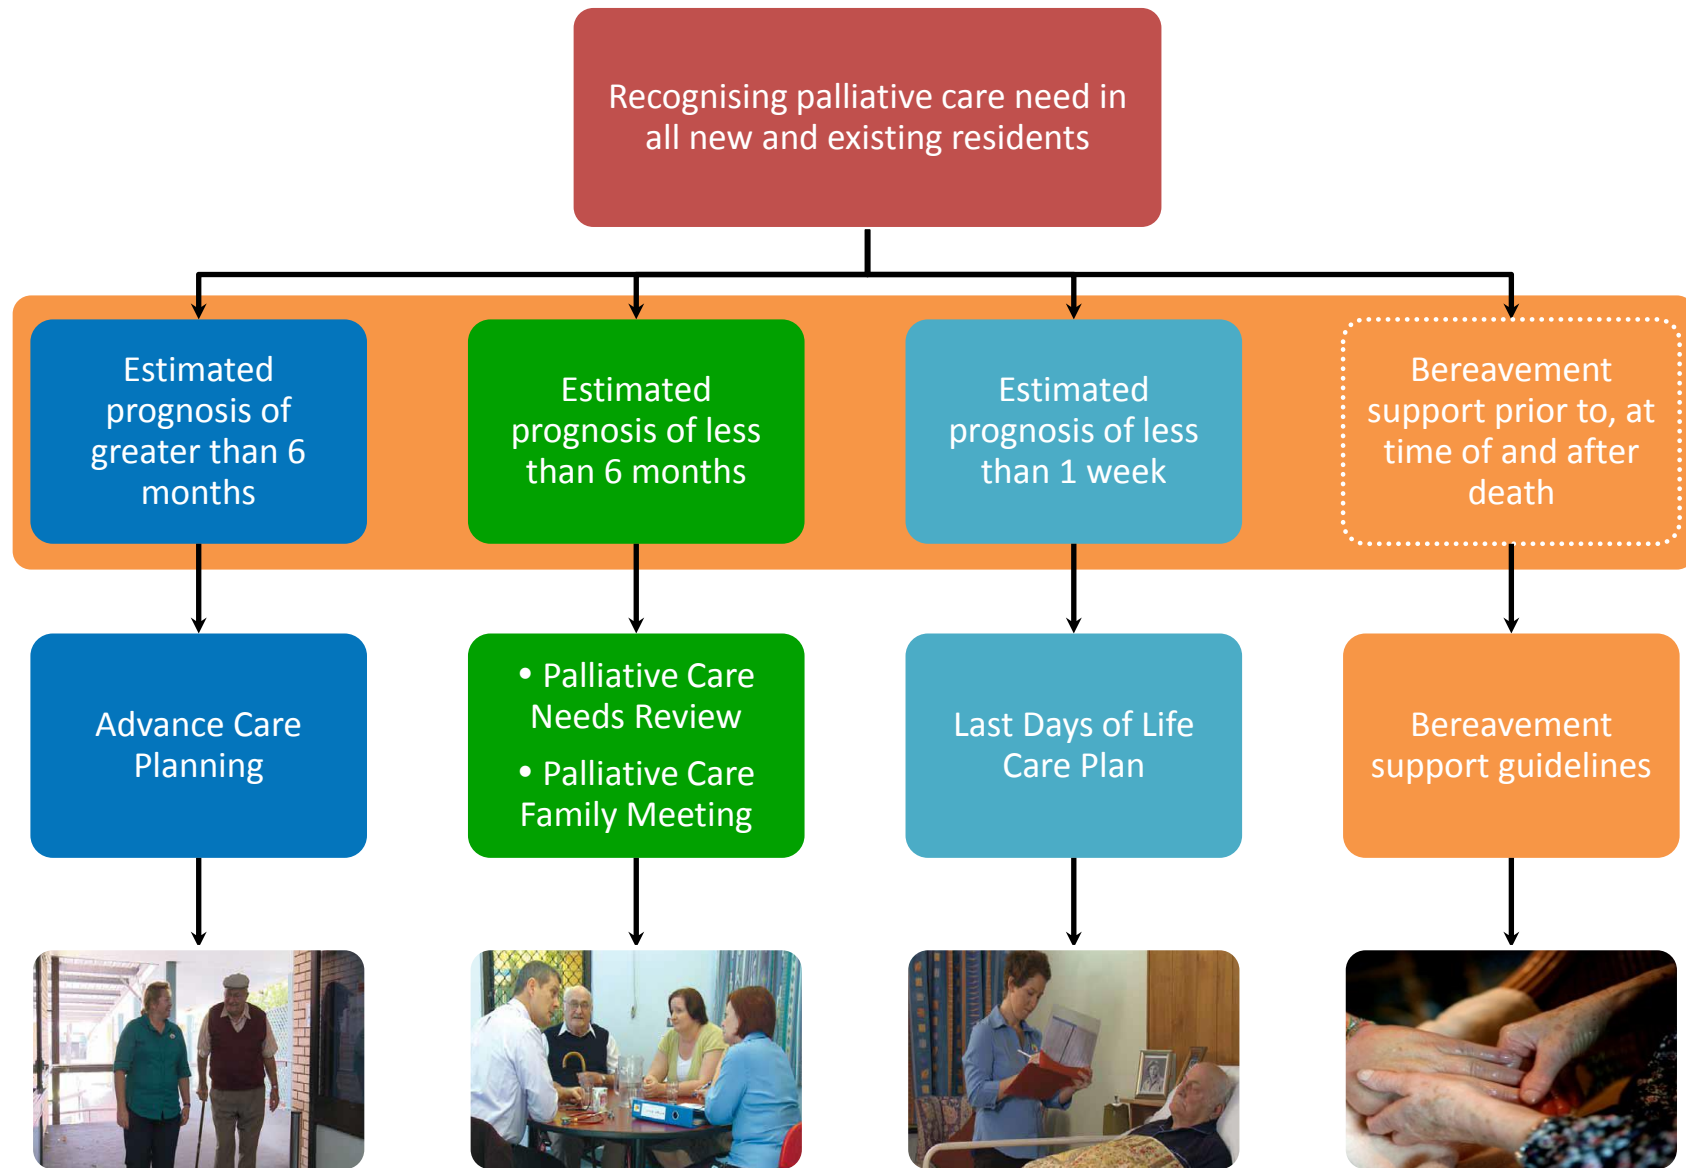 Recognising palliative care need in
all new and existing residents
Estimated
prognosis of
greater than 6
months
Estimated
prognosis of less
than 6 months
Estimated
prognosis of less
than 1 week
Bereavement
support prior to, at
time of and after
death
Advance Care
Planning
• Palliative Care
Needs Review
• Palliative Care
Family Meeting
Last Days of Life
Care Plan
Bereavement
support guidelines